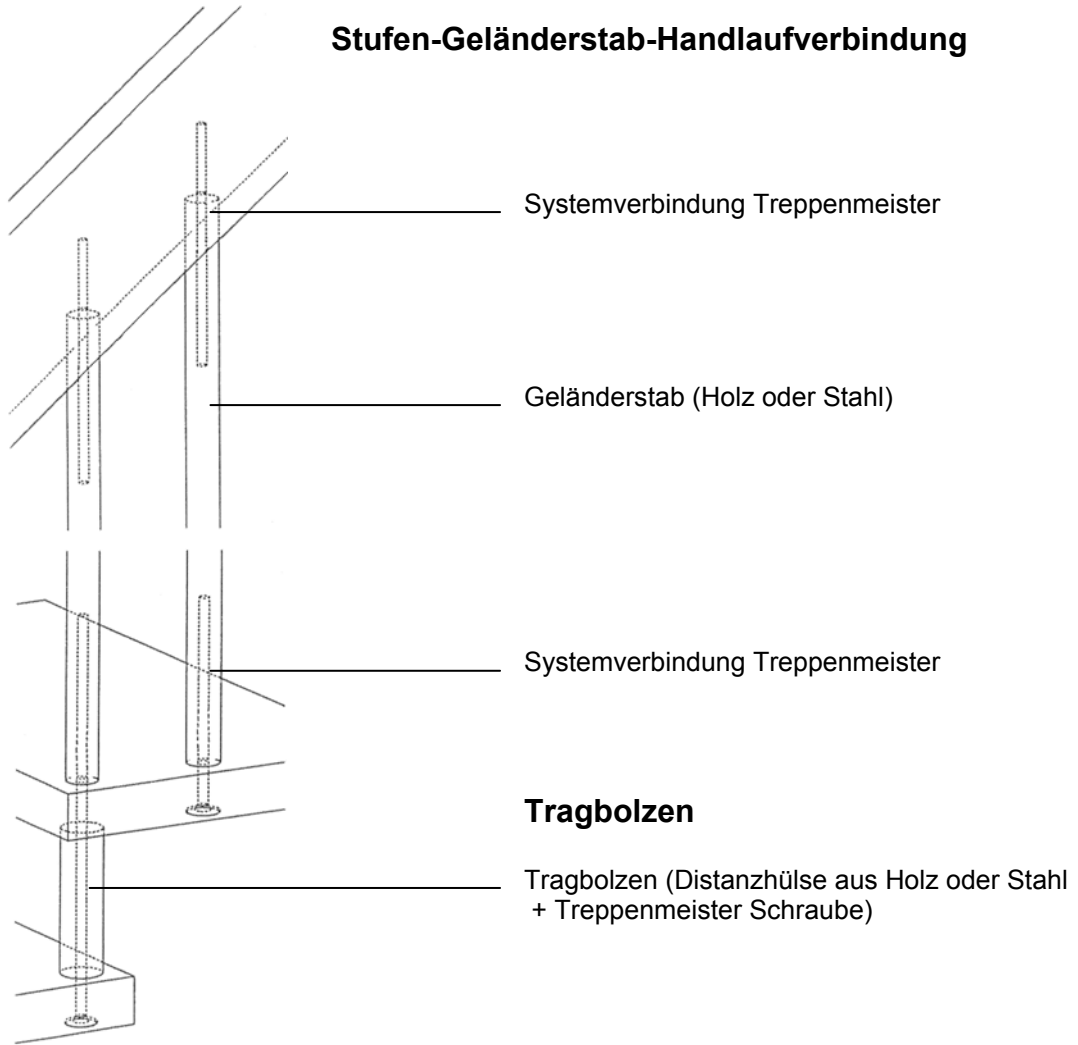 Stufen-Geländerstab-Handlaufverbindung
Systemverbindung Treppenmeister
Geländerstab (Holz oder Stahl)
Systemverbindung Treppenmeister
Tragbolzen
Tragbolzen (Distanzhülse aus Holz oder Stahl
+ Treppenmeister Schraube)